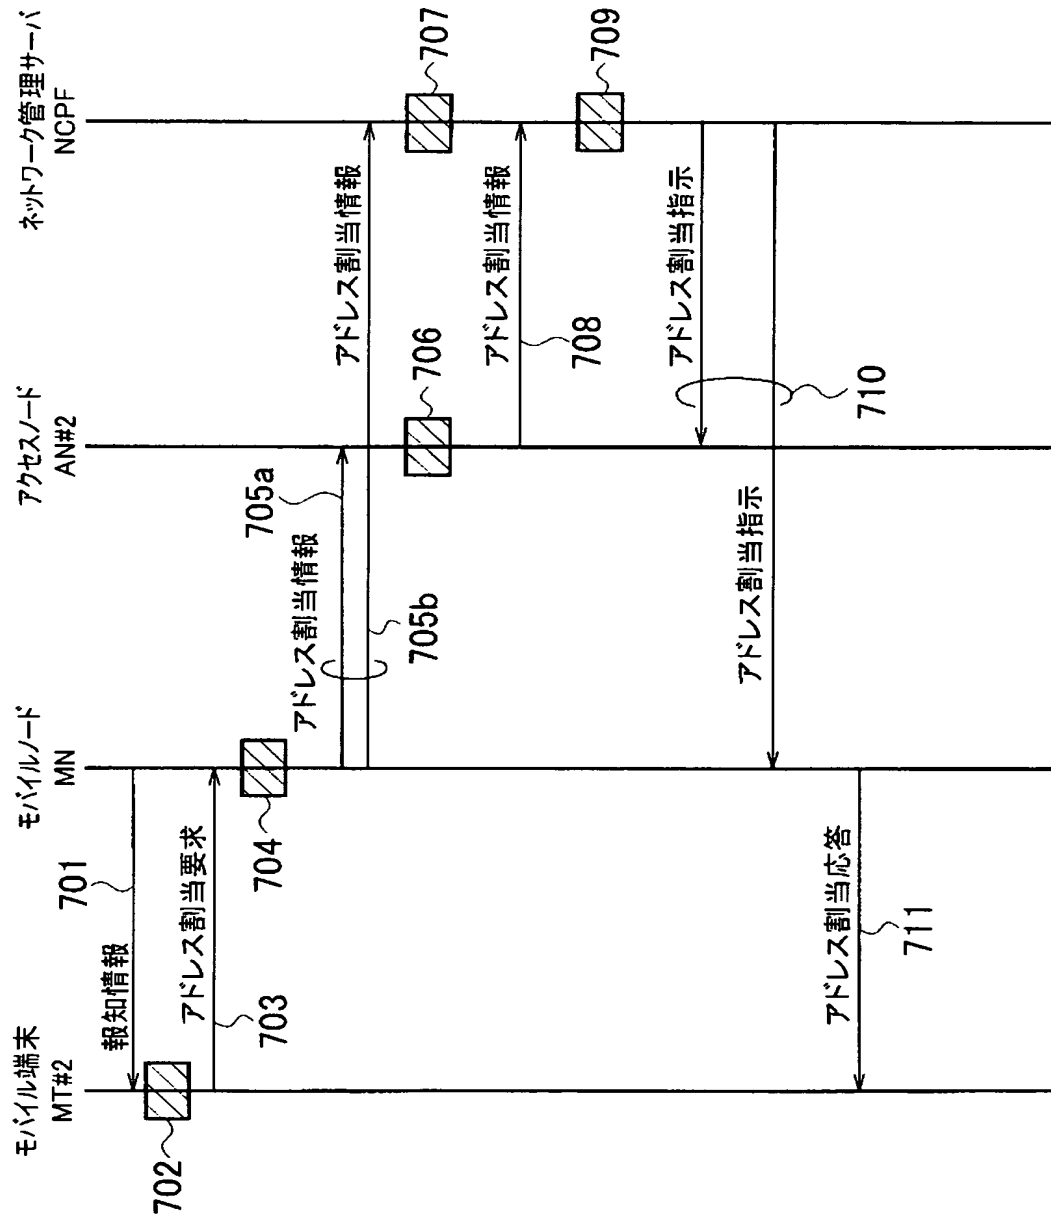 モバイル端末
MT#2
モバイルノード
MN
アクセスノード
AN#2
ネットワーク管理サーバ
NCPF
報知情報
701
702
アドレス割当要求
703
704
アドレス割当情報
705a
705b
アドレス割当情報
706
707
アドレス割当情報
708
709
アドレス割当指示
アドレス割当指示
710
アドレス割当応答
711